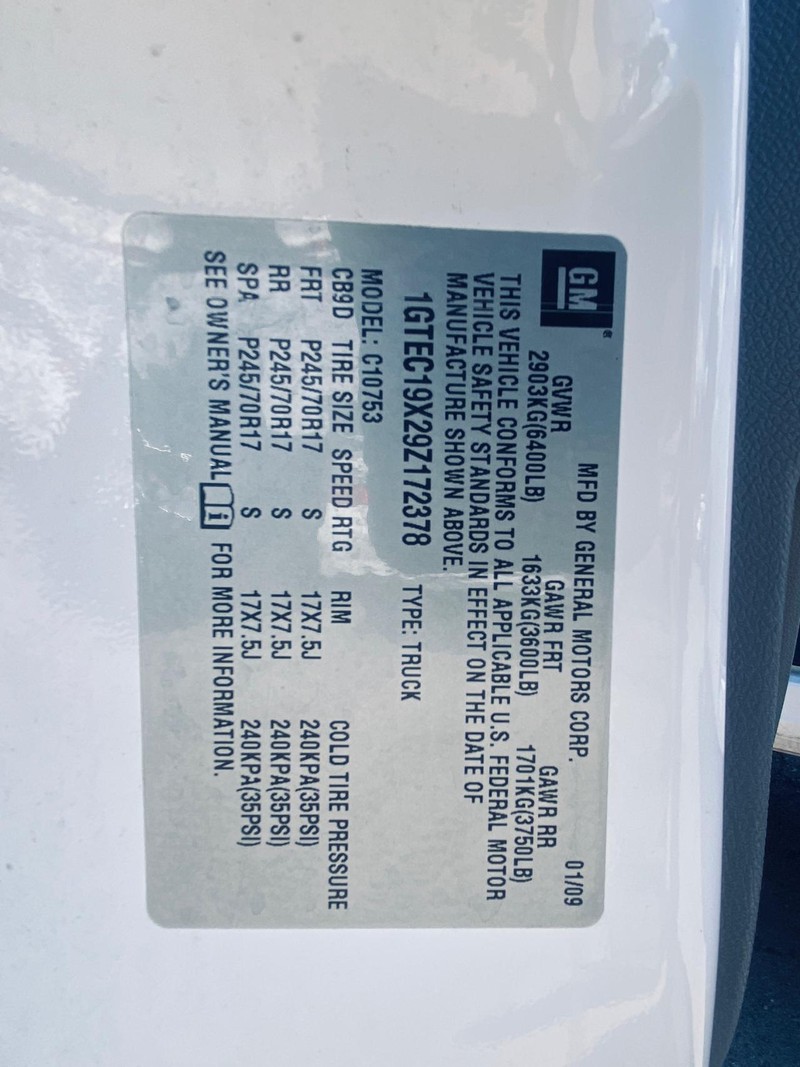 GM®
MFD BY GENERAL MOTORS CORP. 01/09
GVWR GAWR FRT GAWR RR
2903KG(6400LB) 1633KG(3600LB) 1701KG(3750LB)
THIS VEHICLE CONFORMS TO ALL APPLICABLE U.S. FEDERAL MOTOR
VEHICLE SAFETY STANDARDS IN EFFECT ON THE DATE OF
MANUFACTURE SHOWN ABOVE.
1GTEC19X29Z172378 TYPE: TRUCK
MODEL: C10753
CB9D TIRE SIZE SPEED RTG RIM COLD TIRE PRESSURE
FRT P245/70R17 S 17X7.5J 240KPA(35PSI)
RR P245/70R17 S 17X7.5J 240KPA(35PSI)
SPA P245/70R17 S 17X7.5J 240KPA(35PSI)
SEE OWNER'S MANUAL i FOR MORE INFORMATION.